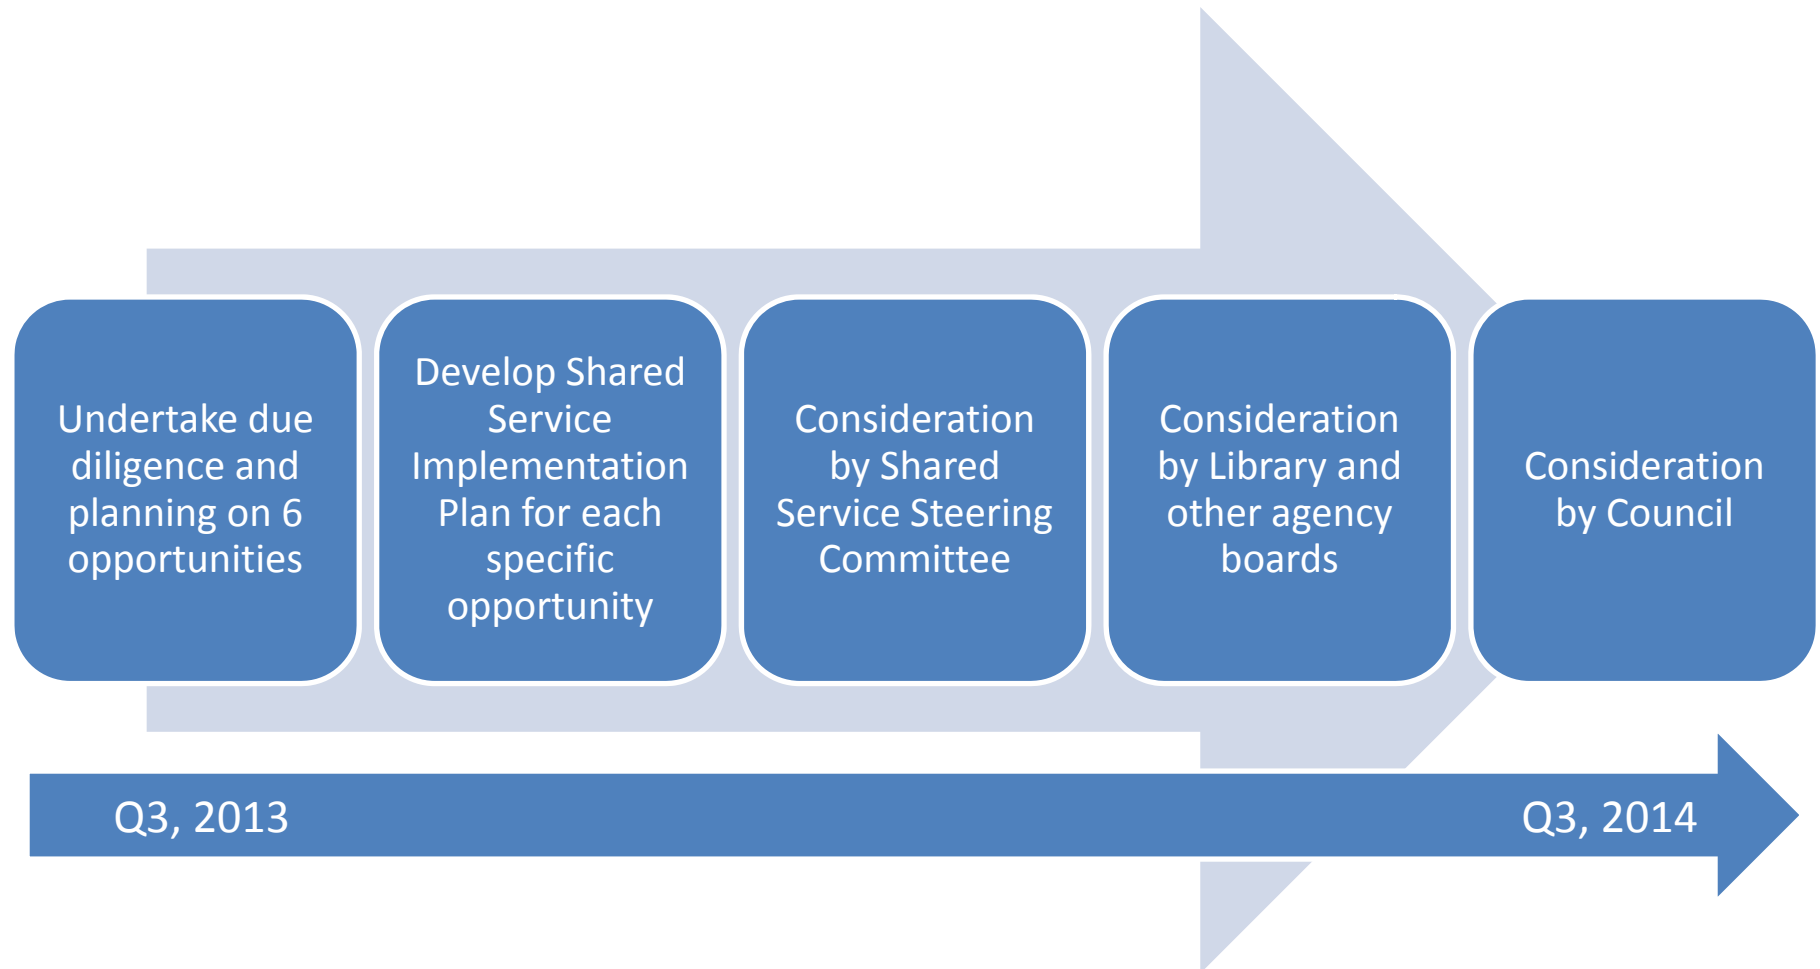 Undertake due
diligence and
planning on 6
opportunities
Develop Shared
Service
Implementation
Plan for each
specific
opportunity
Consideration
by Shared
Service Steering
Committee
Consideration
by Library and
other agency
boards
Consideration
by Council
Q3, 2013
Q3, 2014